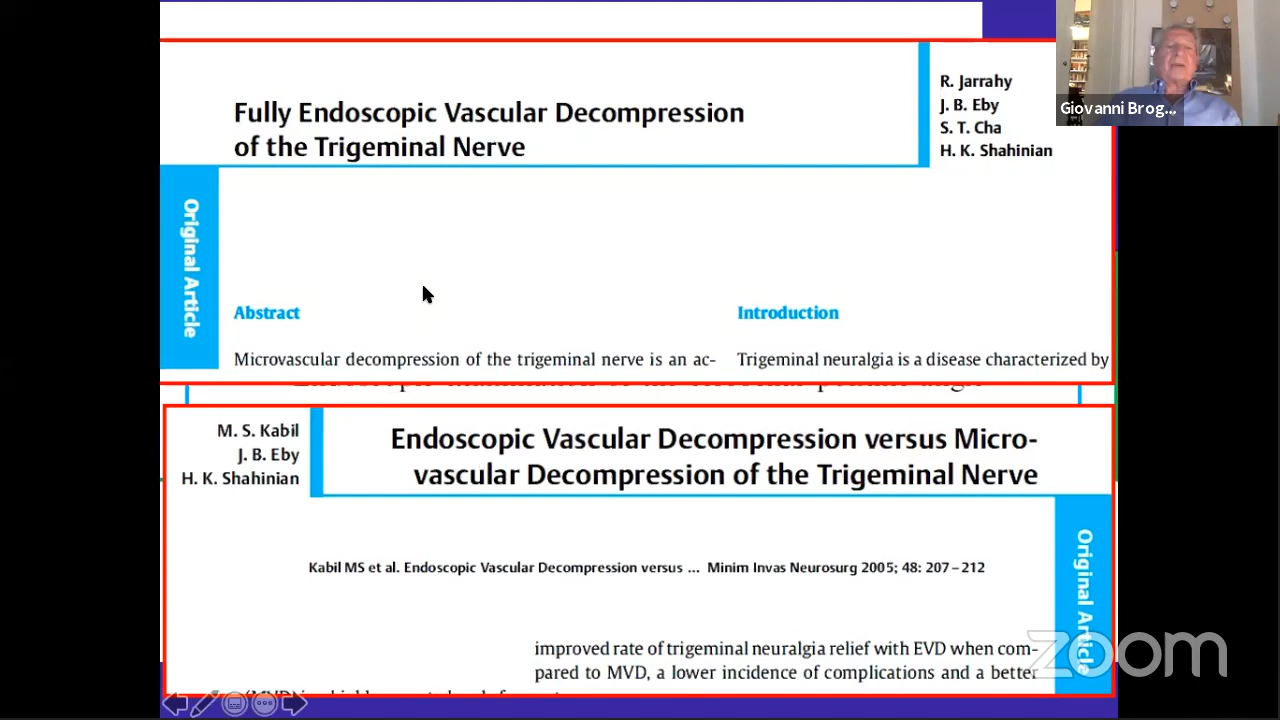 Fully Endoscopic Vascular Decompression
of the Trigeminal Nerve
R. Jarrahy
J. B. Eby
S. T. Cha
H. K. Shahinian
Giovanni Brog...
Original Article
Abstract
Microvascular decompression of the trigeminal nerve is an ac-
Introduction
Trigeminal neuralgia is a disease characterized by
M. S. Kabil
J. B. Eby
H. K. Shahinian
Endoscopic Vascular Decompression versus Micro-
vascular Decompression of the Trigeminal Nerve
Kabil MS et al. Endoscopic Vascular Decompression versus ... Minim Invas Neurosurg 2005; 48: 207–212
Original Article
improved rate of trigeminal neuralgia relief with EVD when com-
pared to MVD, a lower incidence of complications and a better
zoom